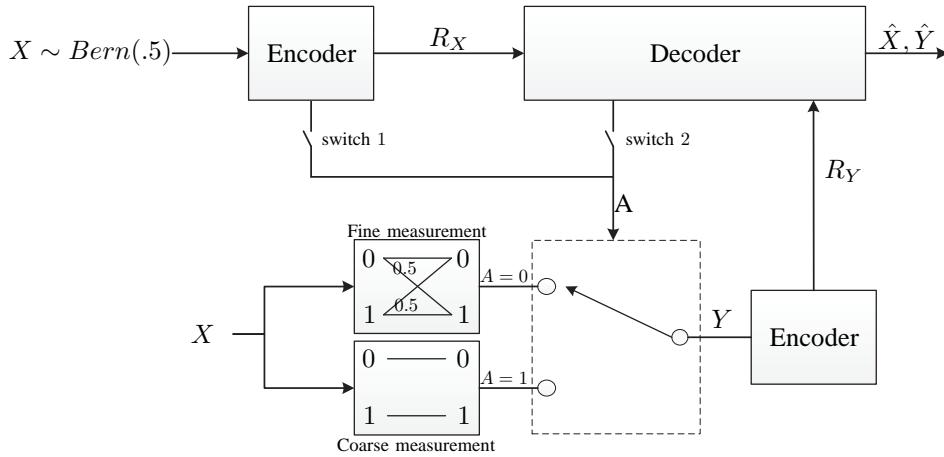 X ∼ Bern(.5)
Encoder
R_X
Decoder
X̂, Ŷ
switch 1
switch 2
R_Y
A
Fine measurement
0 0
0.5
0.5
1 1
A = 0
X
Y
Encoder
0 0
A = 1
1 1
Coarse measurement